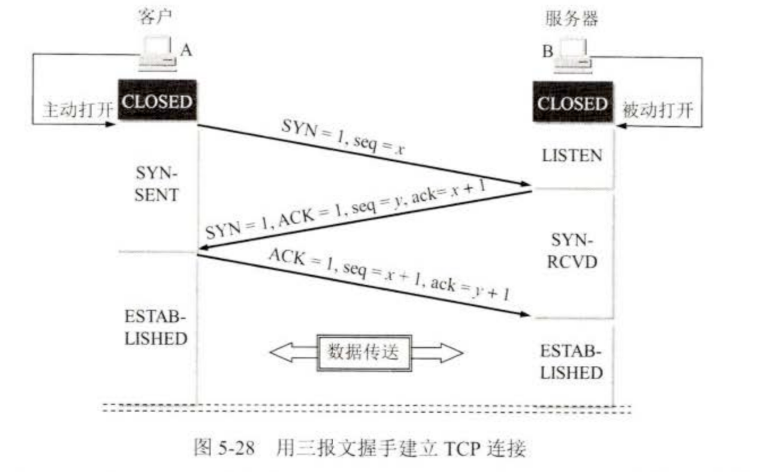 客户
服务器
A
B
主动打开
CLOSED
CLOSED
被动打开
SYN = 1, seq = x
LISTEN
SYN-
SENT
SYN = 1, ACK = 1, seq = y, ack= x + 1
SYN-
RCVD
ACK = 1, seq = x + 1, ack = y + 1
ESTAB-
LISHED
数据传送
ESTAB-
LISHED
图 5-28 用三报文握手建立 TCP 连接